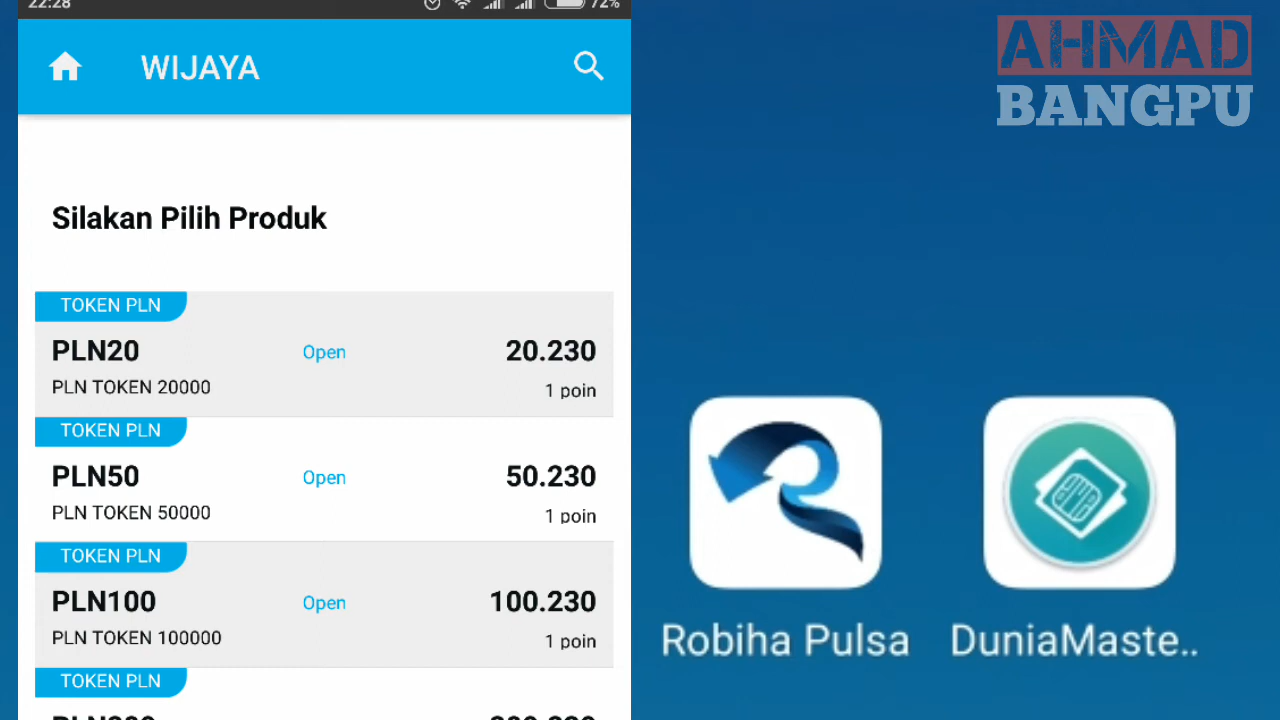 22:28
72%
WIJAYA
Silakan Pilih Produk
TOKEN PLN
PLN20
Open
20.230
PLN TOKEN 20000
1 poin
TOKEN PLN
PLN50
Open
50.230
PLN TOKEN 50000
1 poin
TOKEN PLN
PLN100
Open
100.230
PLN TOKEN 100000
1 poin
TOKEN PLN
AHMAD
BANGPU
Robiha Pulsa
DuniaMaste..